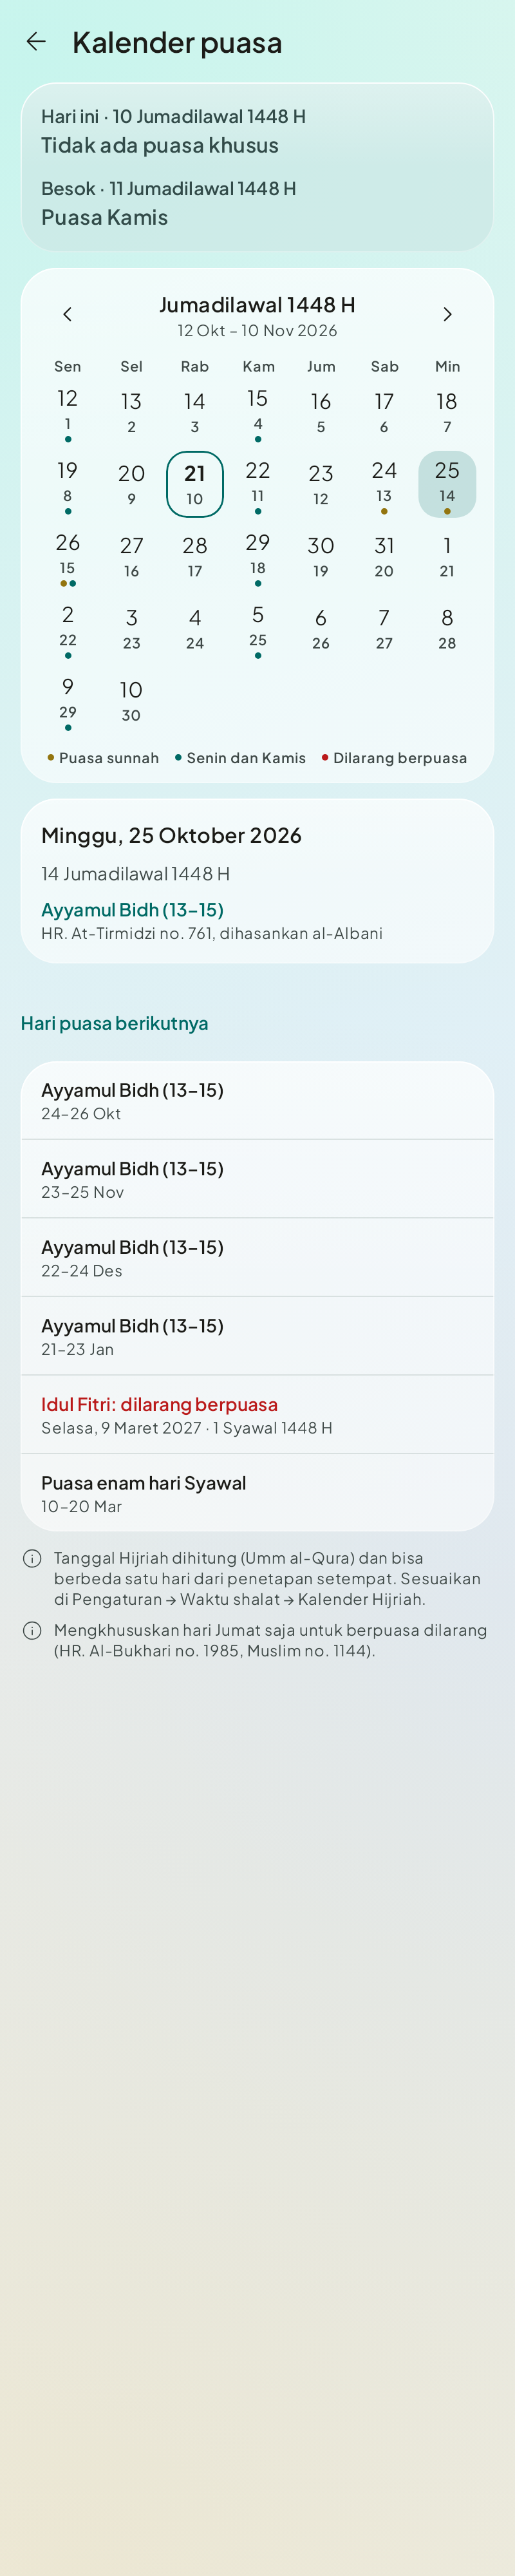 Kalender puasa
Hari ini · 10 Jumadilawal 1448 H
Tidak ada puasa khusus
Besok · 11 Jumadilawal 1448 H
Puasa Kamis
Jumadilawal 1448 H
12 Okt – 10 Nov 2026
Sen Sel Rab Kam Jum Sab Min
12 13 14 15 16 17 18
1 2 3 4 5 6 7
19 20 21 22 23 24 25
8 9 10 11 12 13 14
26 27 28 29 30 31 1
15 16 17 18 19 20 21
2 3 4 5 6 7 8
22 23 24 25 26 27 28
9 10
29 30
Puasa sunnah Senin dan Kamis Dilarang berpuasa
Minggu, 25 Oktober 2026
14 Jumadilawal 1448 H
Ayyamul Bidh (13–15)
HR. At-Tirmidzi no. 761, dihasankan al-Albani
Hari puasa berikutnya
Ayyamul Bidh (13–15)
24–26 Okt
Ayyamul Bidh (13–15)
23–25 Nov
Ayyamul Bidh (13–15)
22–24 Des
Ayyamul Bidh (13–15)
21–23 Jan
Idul Fitri: dilarang berpuasa
Selasa, 9 Maret 2027 · 1 Syawal 1448 H
Puasa enam hari Syawal
10–20 Mar
Tanggal Hijriah dihitung (Umm al-Qura) dan bisa
berbeda satu hari dari penetapan setempat. Sesuaikan
di Pengaturan → Waktu shalat → Kalender Hijriah.
Mengkhususkan hari Jumat saja untuk berpuasa dilarang
(HR. Al-Bukhari no. 1985, Muslim no. 1144).